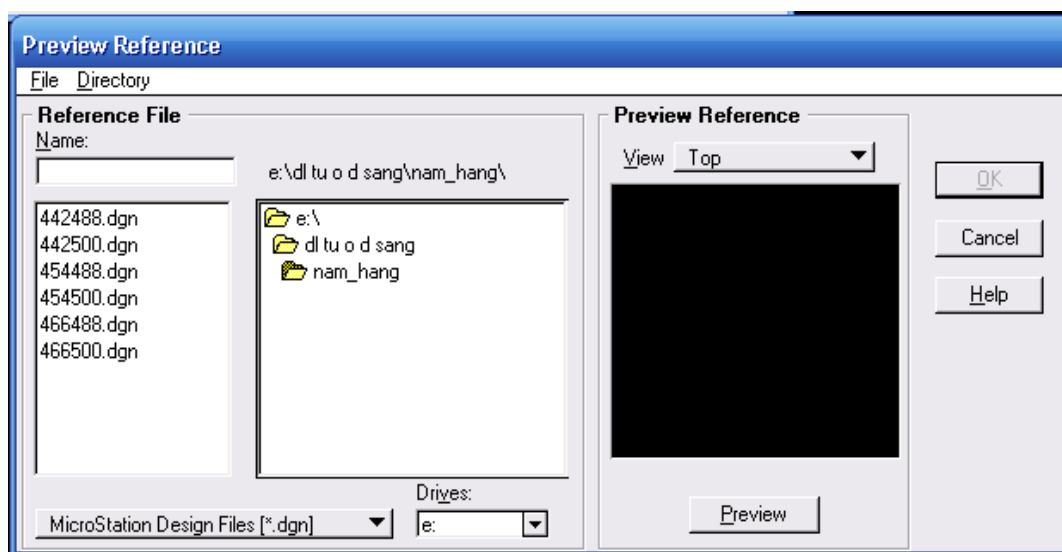 Preview Reference
File Directory
Reference File
Name:
e:\dl tu o d sang\nam_hang\
442488.dgn
442500.dgn
454488.dgn
454500.dgn
466488.dgn
466500.dgn
e:\
dl tu o d sang
nam_hang
MicroStation Design Files [*.dgn]
Drives:
e:
Preview Reference
View Top
Preview
OK
Cancel
Help